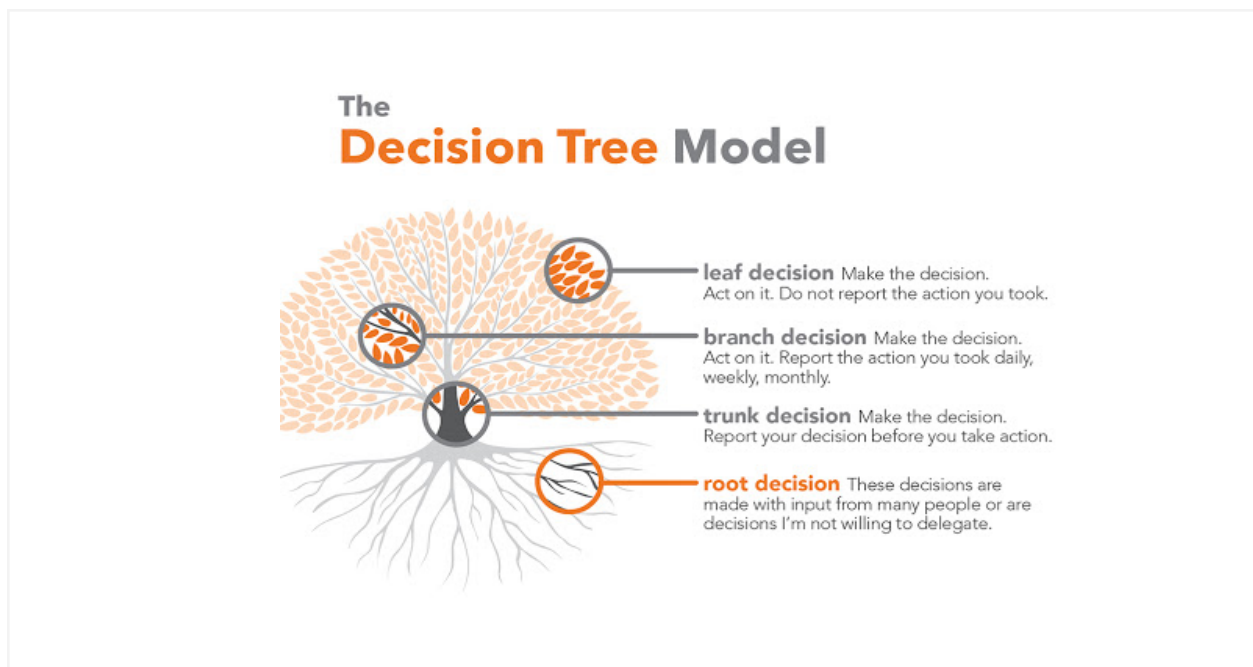 The
Decision Tree Model
leaf decision Make the decision.
Act on it. Do not report the action you took.
branch decision Make the decision.
Act on it. Report the action you took daily,
weekly, monthly.
trunk decision Make the decision.
Report your decision before you take action.
root decision These decisions are
made with input from many people or are
decisions I'm not willing to delegate.